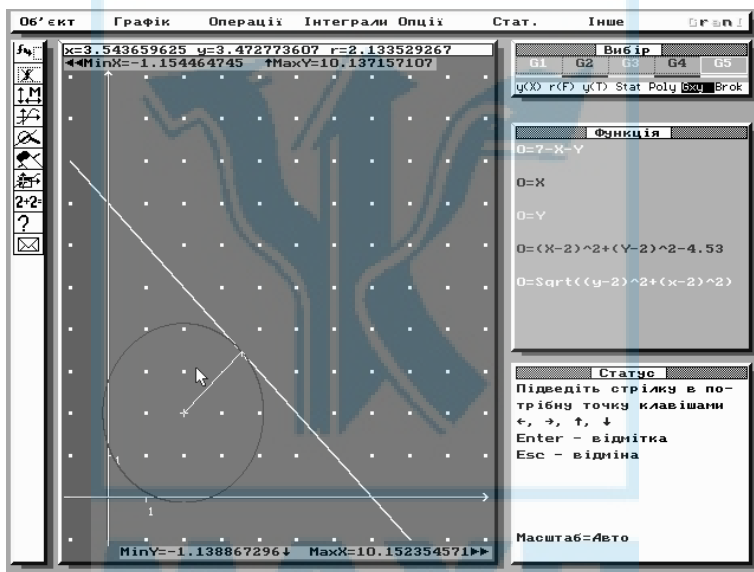 Об'єкт Графік Операції Інтеграли Опції Стат. Інше Gran1
x=3.543659625 y=3.472773607 r=2.133529267
◄◄MinX=-1.154464745 ↑MaxY=10.137157107
Вибір
G1 G2 G3 G4 G5
y(X) r(F) y(T) Stat Poly Gxy Brok
Функція
0=7-X-Y
0=X
0=Y
0=(X-2)^2+(Y-2)^2-4.53
0=Sqrt((y-2)^2+(x-2)^2)
2+2=
?
1
1
MinY=-1.138867296↓ MaxX=10.152354571►►
Статус
Підведіть стрілку в по-
трібну точку клавішами
←, →, ↑, ↓
Enter - відмітка
Esc - відміна
Масштаб=Авто